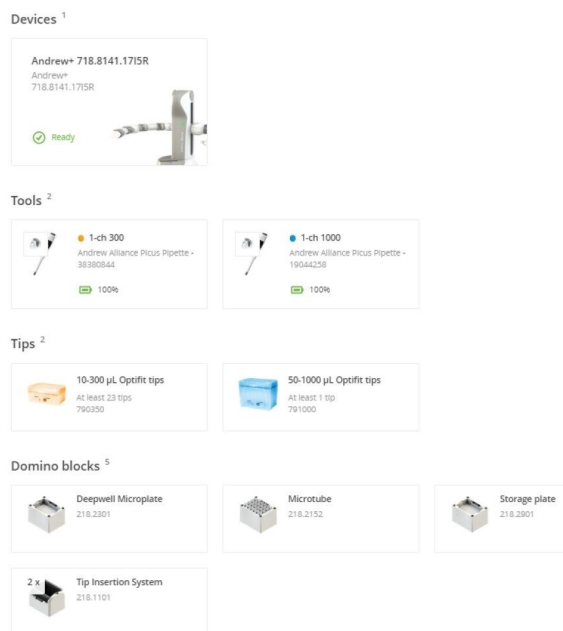 Devices 1
Andrew+ 718.8141.17I5R
Andrew+
718.8141.17I5R
Ready
Tools 2
1-ch 300
Andrew Alliance Picus Pipette -
38380844
100%
1-ch 1000
Andrew Alliance Picus Pipette -
19044258
100%
Tips 2
10-300 µL Optifit tips
At least 23 tips
790350
50-1000 µL Optifit tips
At least 1 tip
791000
Domino blocks 5
Deepwell Microplate
218.2301
Microtube
218.2152
Storage plate
218.2901
2 x
Tip Insertion System
218.1101